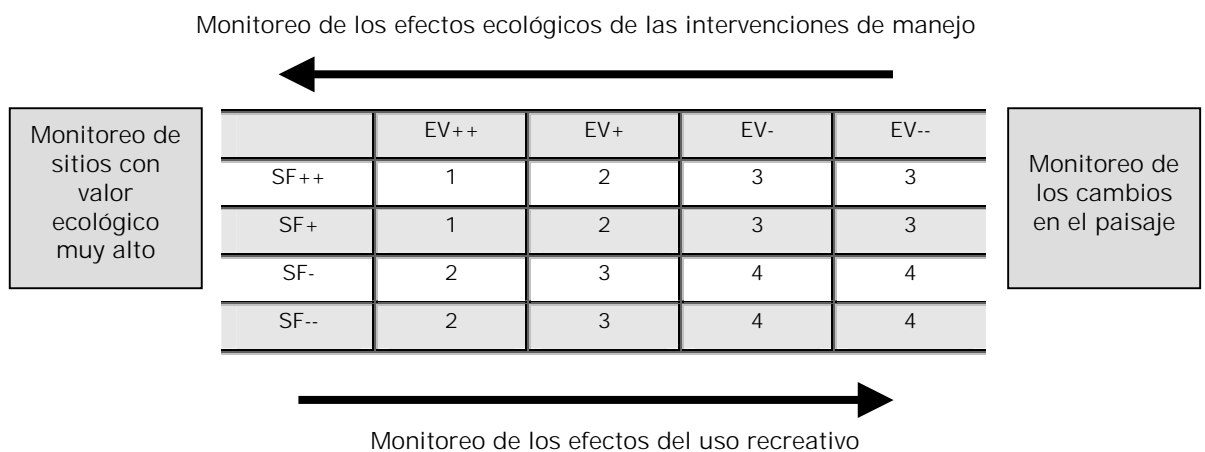 Monitoreo de los efectos ecológicos de las intervenciones de manejo
Monitoreo de
sitios con
valor
ecológico
muy alto
EV++ EV+ EV- EV--
SF++ 1 2 3 3
SF+ 1 2 3 3
SF- 2 3 4 4
SF-- 2 3 4 4
Monitoreo de
los cambios
en el paisaje
Monitoreo de los efectos del uso recreativo